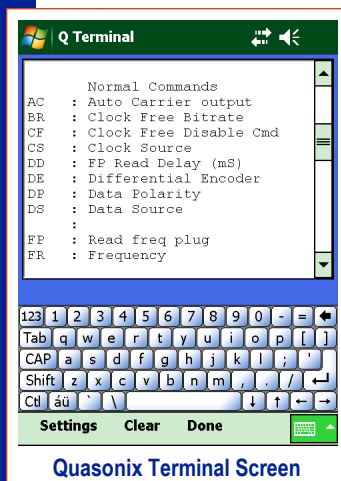 Q Terminal
Normal Commands
AC : Auto Carrier output
BR : Clock Free Bitrate
CF : Clock Free Disable Cmd
CS : Clock Source
DD : FP Read Delay (mS)
DE : Differential Encoder
DP : Data Polarity
DS : Data Source
:
FP : Read freq plug
FR : Frequency
123 1 2 3 4 5 6 7 8 9 0 - =
Tab q w e r t y u i o p [ ]
CAP a s d f g h j k l ; '
Shift z x c v b n m , . /
Ctl áü ` \
Settings Clear Done
Quasonix Terminal Screen